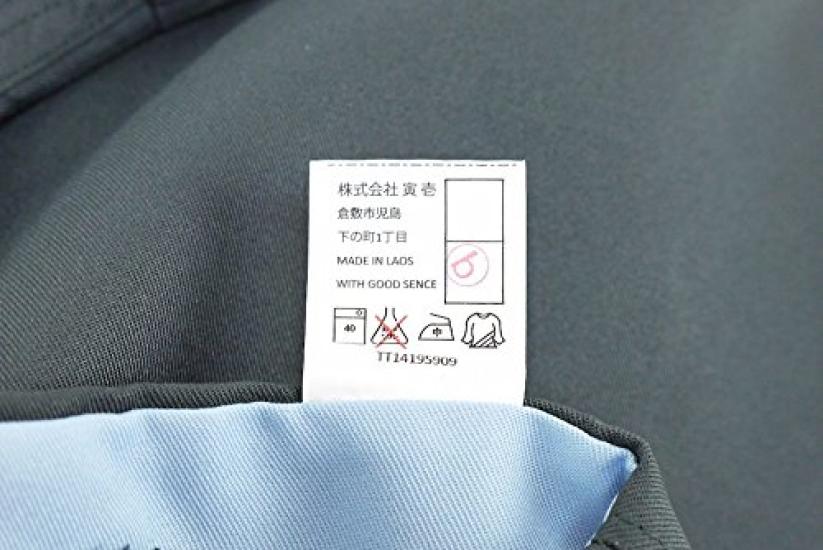 株式会社 寅 壱
倉敷市児島
下の町1丁目
MADE IN LAOS
WITH GOOD SENCE
40 中
TT14195909